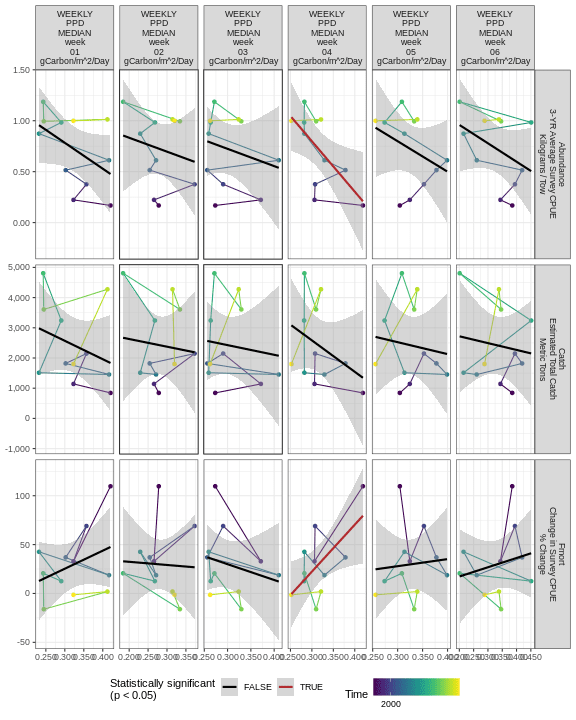 WEEKLY
PPD
MEDIAN
week
01
gCarbon/m^2/Day
WEEKLY
PPD
MEDIAN
week
02
gCarbon/m^2/Day
WEEKLY
PPD
MEDIAN
week
03
gCarbon/m^2/Day
WEEKLY
PPD
MEDIAN
week
04
gCarbon/m^2/Day
WEEKLY
PPD
MEDIAN
week
05
gCarbon/m^2/Day
WEEKLY
PPD
MEDIAN
week
06
gCarbon/m^2/Day
1.50
1.00
0.50
0.00
Abundance
3-YR Average Survey CPUE
Kilograms / Tow
5,000
4,000
3,000
2,000
1,000
0
-1,000
Catch
Estimated Total Catch
Metric Tons
100
50
0
-50
Fmort
Change in Survey CPUE
% Change
0.250 0.300 0.350 0.400
0.200 0.250 0.300 0.350
0.250 0.300 0.350 0.400
0.250 0.300 0.350 0.400
0.250 0.300 0.350 0.400
0.200 0.250 0.300 0.350 0.400 0.450
Statistically significant
(p < 0.05)
FALSE
TRUE
Time
2000